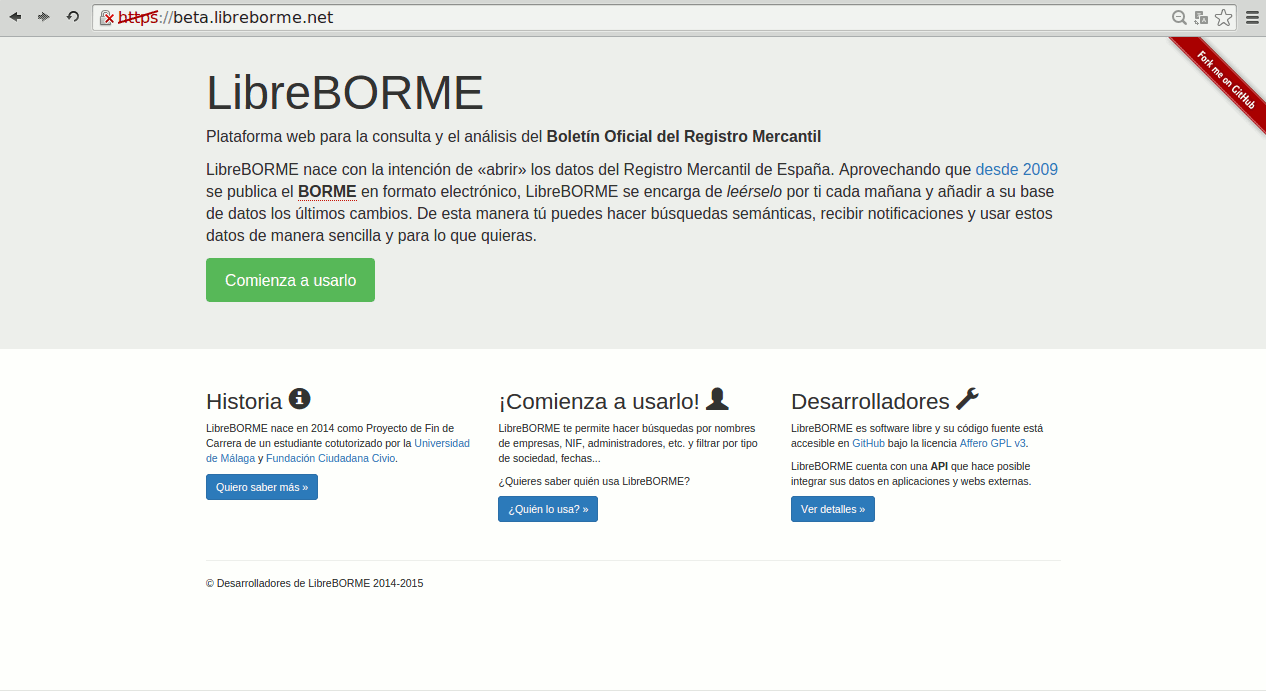 https://beta.libreborme.net
Fork me on GitHub
LibreBORME
Plataforma web para la consulta y el análisis del Boletín Oficial del Registro Mercantil
LibreBORME nace con la intención de «abrir» los datos del Registro Mercantil de España. Aprovechando que desde 2009
se publica el BORME en formato electrónico, LibreBORME se encarga de leérselo por ti cada mañana y añadir a su base
de datos los últimos cambios. De esta manera tú puedes hacer búsquedas semánticas, recibir notificaciones y usar estos
datos de manera sencilla y para lo que quieras.
Comienza a usarlo
Historia
LibreBORME nace en 2014 como Proyecto de Fin de
Carrera de un estudiante cotutorizado por la Universidad
de Málaga y Fundación Ciudadana Civio.
Quiero saber más »
¡Comienza a usarlo!
LibreBORME te permite hacer búsquedas por nombres
de empresas, NIF, administradores, etc. y filtrar por tipo
de sociedad, fechas...
¿Quieres saber quién usa LibreBORME?
¿Quién lo usa? »
Desarrolladores
LibreBORME es software libre y su código fuente está
accesible en GitHub bajo la licencia Affero GPL v3.
LibreBORME cuenta con una API que hace posible
integrar sus datos en aplicaciones y webs externas.
Ver detalles »
© Desarrolladores de LibreBORME 2014-2015